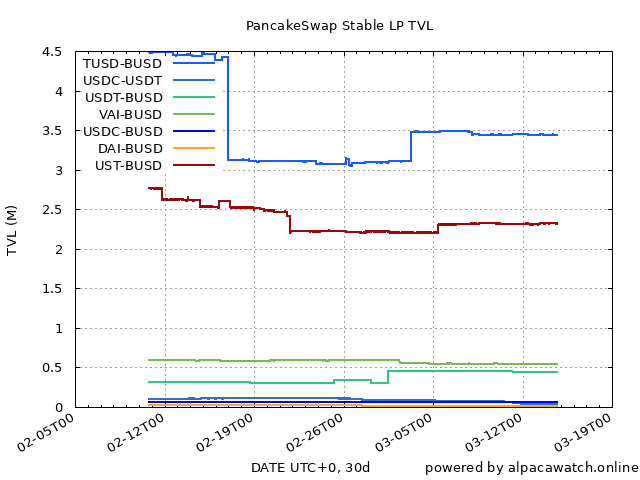 PancakeSwap Stable LP TVL
4.5
4
3.5
3
2.5
2
1.5
1
0.5
0
TVL (M)
TUSD-BUSD
USDC-USDT
USDT-BUSD
VAI-BUSD
USDC-BUSD
DAI-BUSD
UST-BUSD
02-05T00
02-12T00
02-19T00
02-26T00
03-05T00
03-12T00
03-19T00
DATE UTC+0, 30d
powered by alpacawatch.online